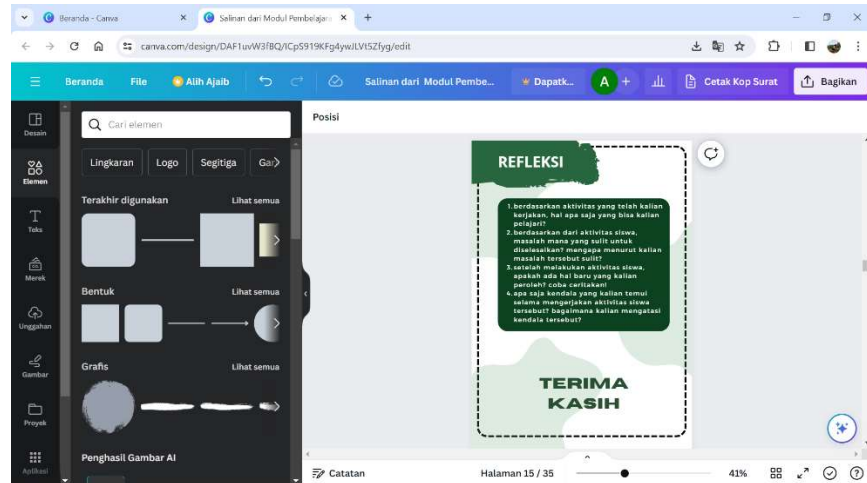 Beranda - Canva
Salinan dari Modul Pembelajar
canva.com/design/DAF1uvW3fBQ/ICpS919KFg4ywJLVtSZfyg/edit
Beranda
File
Alih Ajaib
Salinan dari Modul Pembe...
Dapatk...
A
Cetak Kop Surat
Bagikan
Desain
Elemen
Teks
Merek
Unggahan
Gambar
Proyek
Aplikasi
Cari elemen
Lingkaran
Logo
Segitiga
Gar
Terakhir digunakan
Lihat semua
Bentuk
Lihat semua
Grafis
Lihat semua
Penghasil Gambar AI
Posisi
REFLEKSI
1. berdasarkan aktivitas yang telah kalian
kerjakan, hal apa saja yang bisa kalian
pelajari?
2. berdasarkan dari aktivitas siswa,
masalah mana yang sulit untuk
diselesaikan? mengapa menurut kalian
masalah tersebut sulit?
3. setelah melakukan aktivitas siswa,
apakah ada hal baru yang kalian
peroleh? coba ceritakan!
4. apa saja kendala yang kalian temui
selama mengerjakan aktivitas siswa
tersebut? bagaimana kalian mengatasi
kendala tersebut?
TERIMA
KASIH
Catatan
Halaman 15 / 35
41%